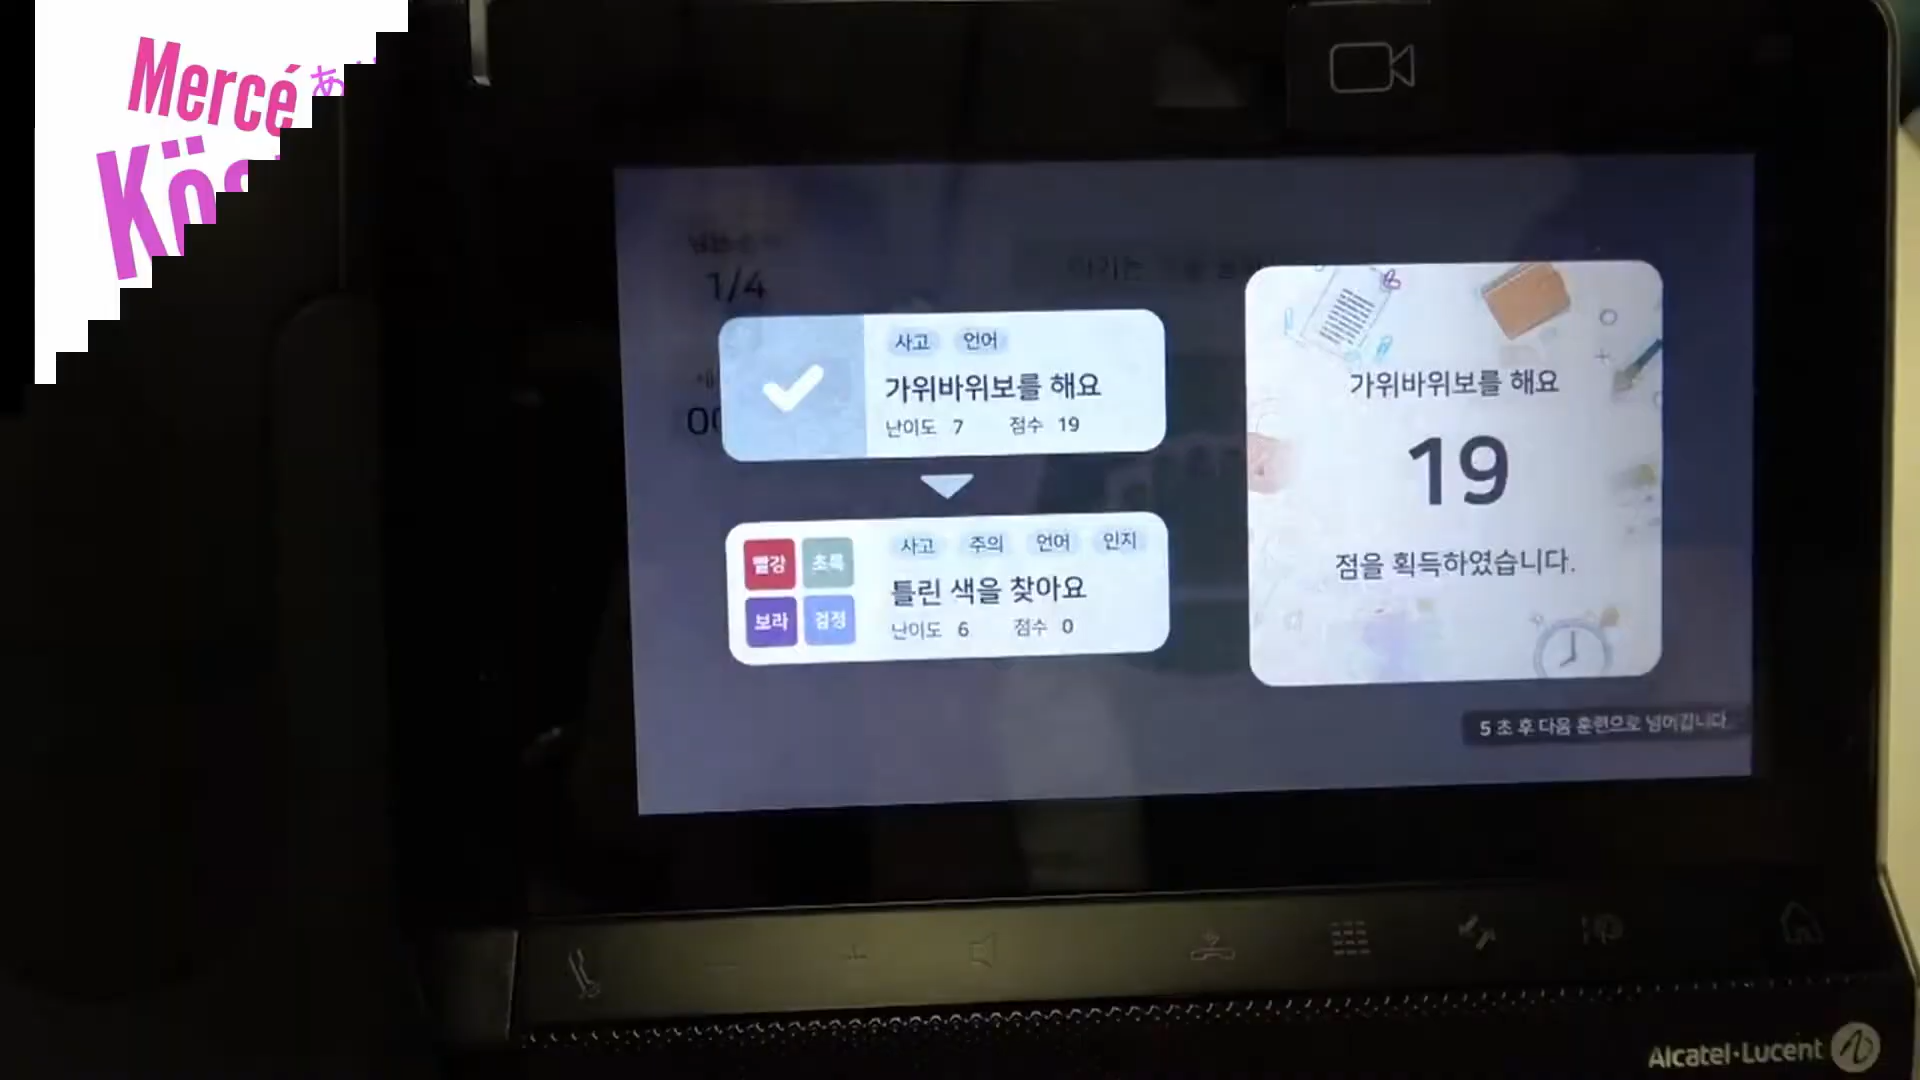 Mercé
あ
1/4
사고 언어
가위바위보를 해요
난이도 7 점수 19
빨강 초록
보라 검정
사고 주의 언어 인지
틀린 색을 찾아요
난이도 6 점수 0
가위바위보를 해요
19
점을 획득하였습니다.
5 초 후 다음 훈련으로 넘어갑니다.
Alcatel·Lucent